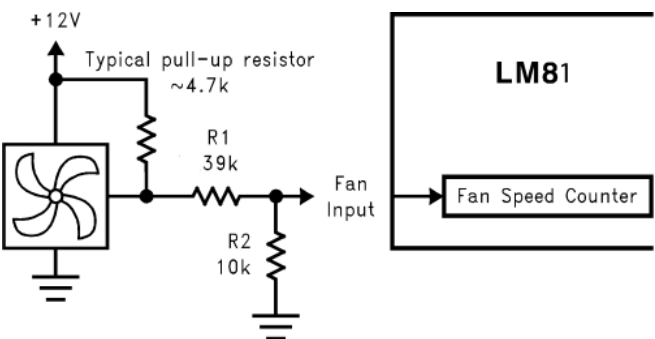 +12V
Typical pull-up resistor
~4.7k
LM81
R1
39k
Fan
Input
Fan Speed Counter
R2
10k